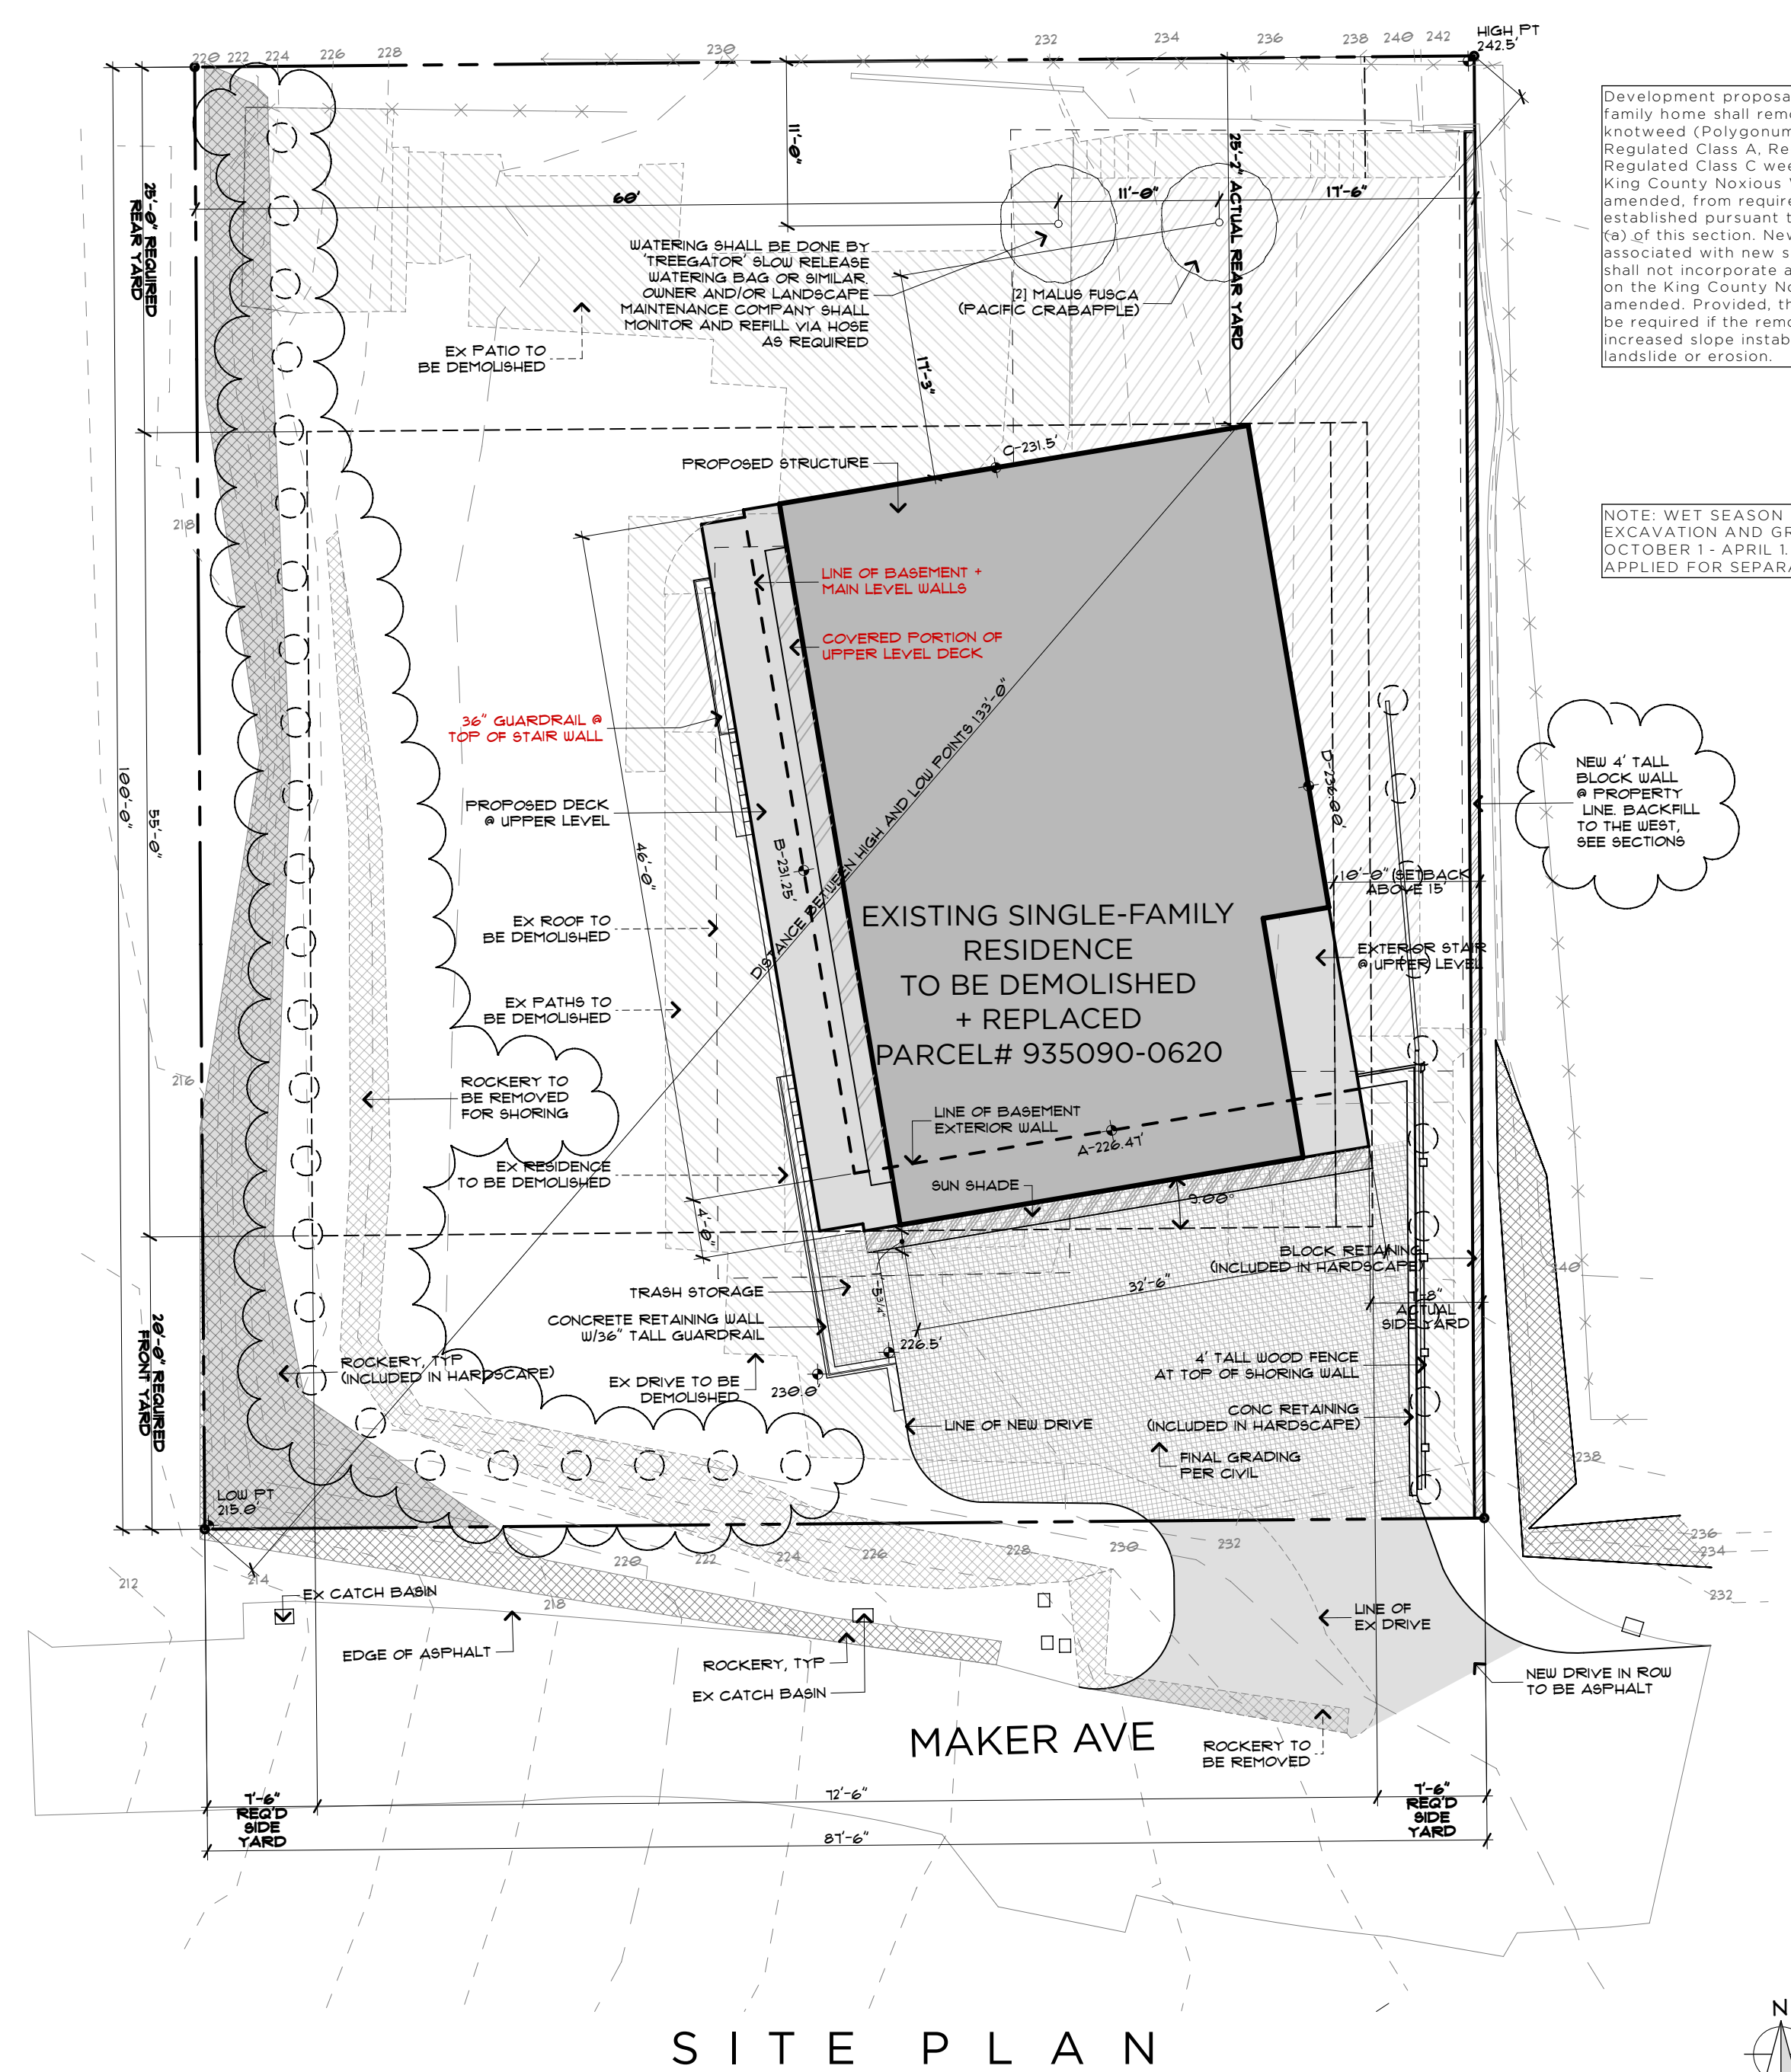 220 222 224 226 228 230 232 234 236 238 240 242
HIGH PT
242.5'
Development proposa
family home shall remo
knotweed (Polygonum
Regulated Class A, Re
Regulated Class C wee
King County Noxious
amended, from require
established pursuant t
(a) of this section. Nev
associated with new s
shall not incorporate a
on the King County No
amended. Provided, th
be required if the remo
increased slope instab
landslide or erosion.
NOTE: WET SEASON
EXCAVATION AND GR
OCTOBER 1 - APRIL 1.
APPLIED FOR SEPARA
25'-0" REQUIRED
REAR YARD
11'-0"
60'
11'-0"
17'-6"
25'-2" ACTUAL REAR YARD
WATERING SHALL BE DONE BY
'TREEGATOR' SLOW RELEASE
WATERING BAG OR SIMILAR.
OWNER AND/OR LANDSCAPE
MAINTENANCE COMPANY SHALL
MONITOR AND REFILL VIA HOSE
AS REQUIRED
[2] MALUS FUSCA
(PACIFIC CRABAPPLE)
EX PATIO TO
BE DEMOLISHED
17'-3"
PROPOSED STRUCTURE
C-231.5'
218
LINE OF BASEMENT +
MAIN LEVEL WALLS
COVERED PORTION OF
UPPER LEVEL DECK
36" GUARDRAIL @
TOP OF STAIR WALL
PROPOSED DECK
@ UPPER LEVEL
DISTANCE BETWEEN HIGH AND LOW POINTS 133'-0"
100'-0"
55'-0"
46'-0"
B-231.25'
D-236.00'
NEW 4' TALL
BLOCK WALL
@ PROPERTY
LINE. BACKFILL
TO THE WEST,
SEE SECTIONS
10'-0" (SETBACK
ABOVE 15'
EX ROOF TO
BE DEMOLISHED
EXISTING SINGLE-FAMILY
RESIDENCE
TO BE DEMOLISHED
+ REPLACED
PARCEL# 935090-0620
EXTERIOR STAIR
@ UPPER LEVEL
EX PATHS TO
BE DEMOLISHED
216
ROCKERY TO
BE REMOVED
FOR SHORING
LINE OF BASEMENT
EXTERIOR WALL
A-226.47'
EX RESIDENCE
TO BE DEMOLISHED
SUN SHADE
9.00°
4'-0"
BLOCK RETAINING
(INCLUDED IN HARDSCAPE)
240
TRASH STORAGE
5 3/4"
32'-6"
ACTUAL
SIDE YARD
CONCRETE RETAINING WALL
W/36" TALL GUARDRAIL
226.5'
20'-0" REQUIRED
FRONT YARD
ROCKERY, TYP
(INCLUDED IN HARDSCAPE)
EX DRIVE TO BE
DEMOLISHED
230.0'
4' TALL WOOD FENCE
AT TOP OF SHORING WALL
LINE OF NEW DRIVE
CONC RETAINING
(INCLUDED IN HARDSCAPE)
FINAL GRADING
PER CIVIL
238
LOW PT
215.0'
236
234
232
212 214 218 220 222 224 226 228 230 232
EX CATCH BASIN
EDGE OF ASPHALT
ROCKERY, TYP
EX CATCH BASIN
LINE OF
EX DRIVE
NEW DRIVE IN ROW
TO BE ASPHALT
MAKER AVE
ROCKERY TO
BE REMOVED
7'-6"
REQ'D
SIDE
YARD
72'-6"
7'-6"
REQ'D
SIDE
YARD
87'-6"
N
SITE PLAN